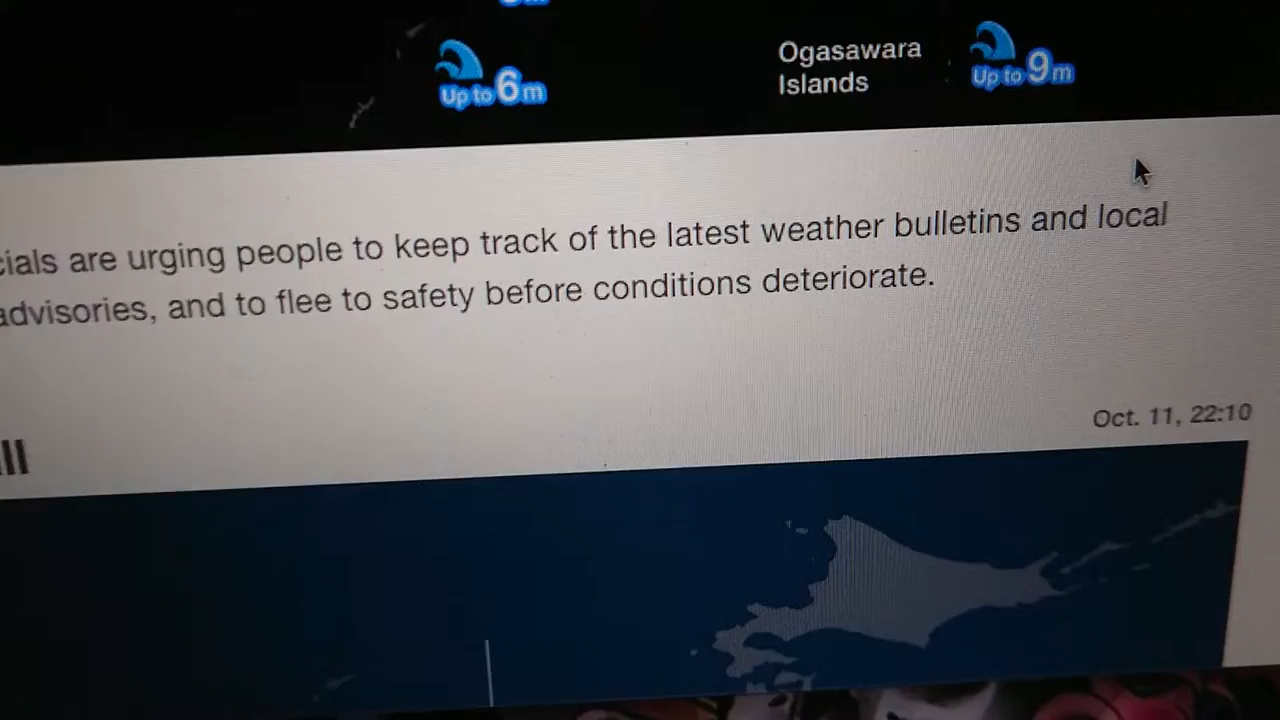 Up to 6m
Ogasawara
Islands
Up to 9m
cials are urging people to keep track of the latest weather bulletins and local
advisories, and to flee to safety before conditions deteriorate.
Oct. 11, 22:10
ll